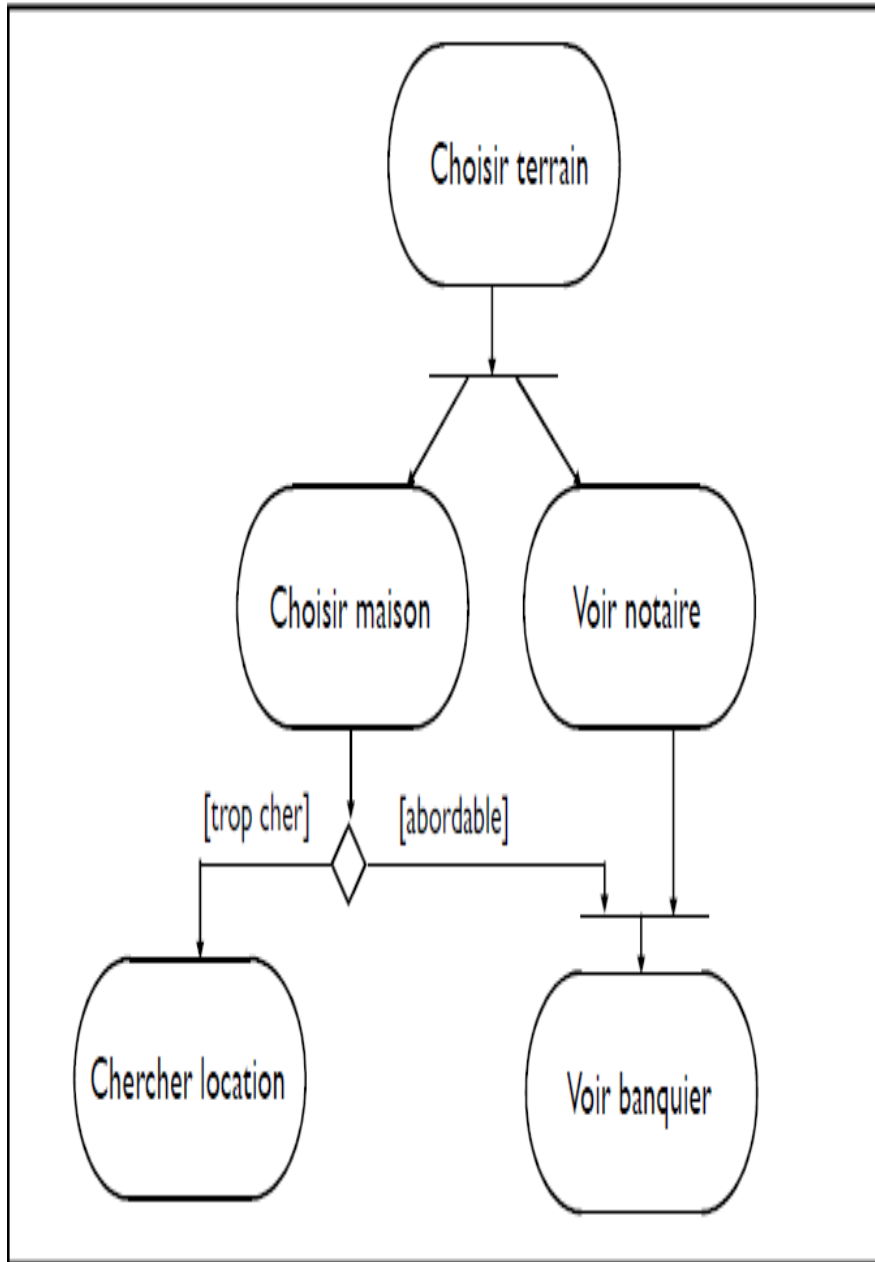 Choisir terrain
Choisir maison
Voir notaire
[trop cher]
[abordable]
Chercher location
Voir banquier